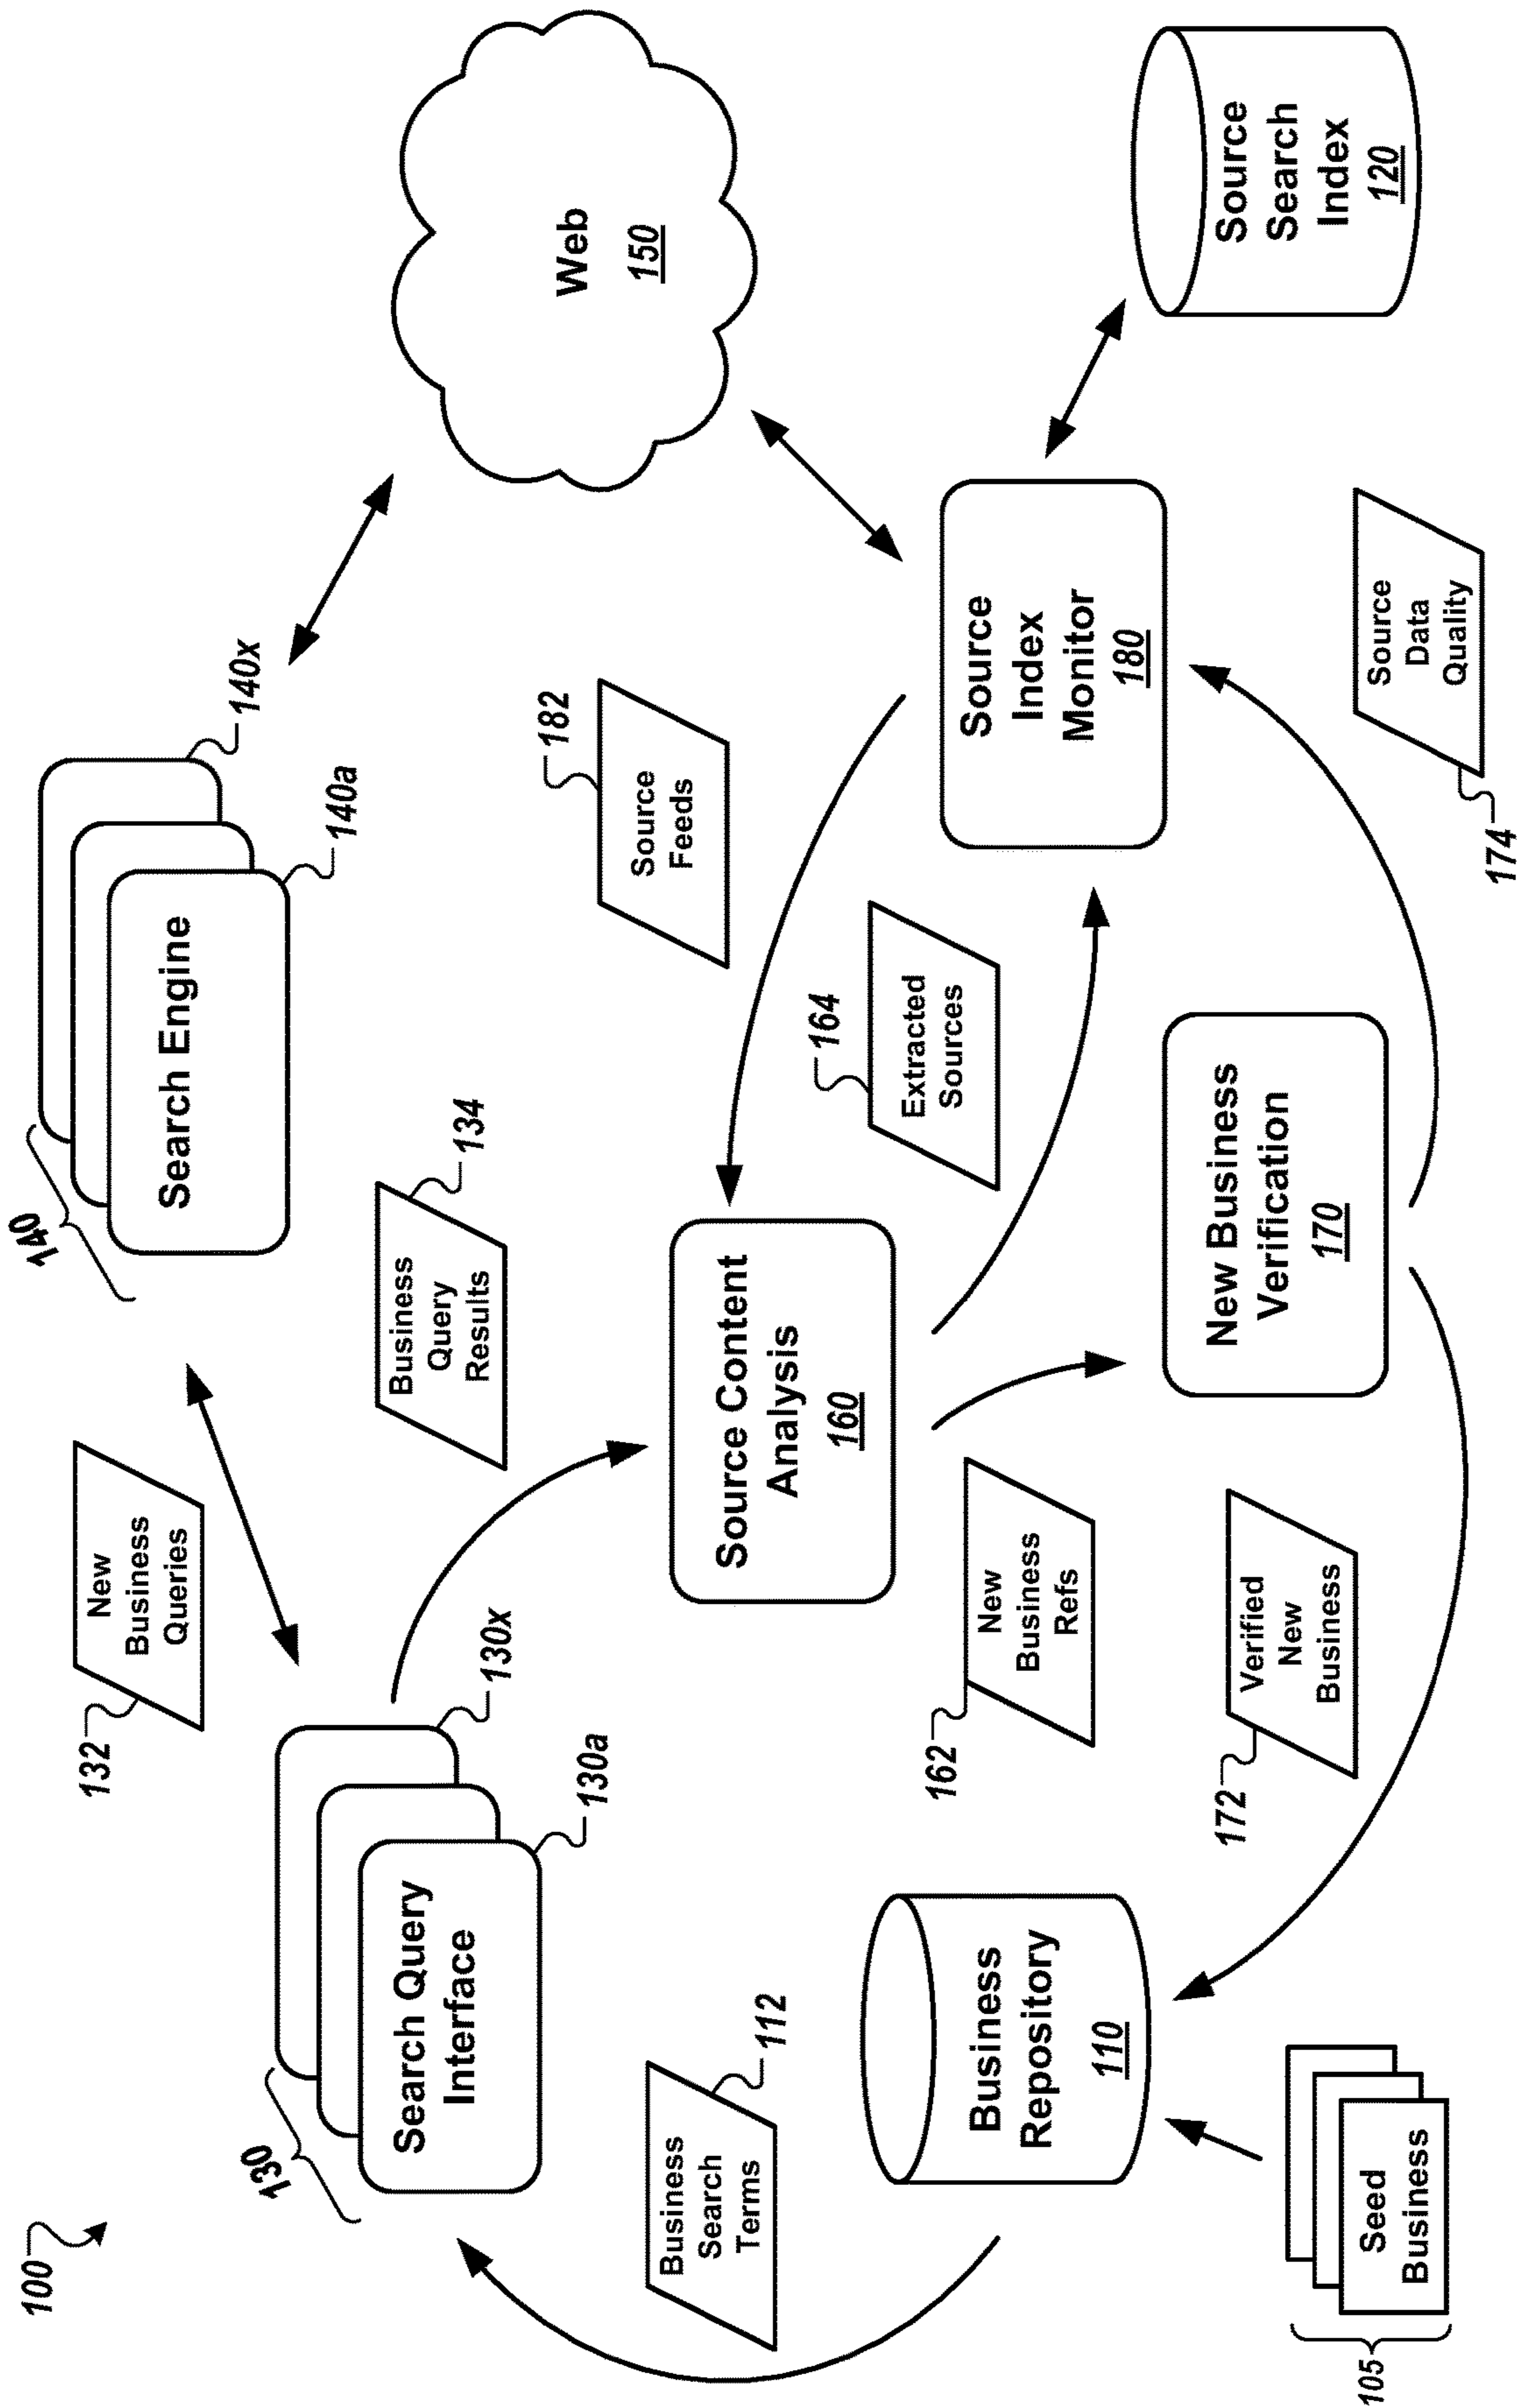 100
130
Search Query
Interface
130x
130a
132
New
Business
Queries
140
Search Engine
140x
140a
Web
150
Business
Search
Terms
112
Business
Query
Results
134
Source
Feeds
182
Source Content
Analysis
160
Extracted
Sources
164
Source
Index
Monitor
180
Source
Search
Index
120
Business
Repository
110
162
New
Business
Refs
New Business
Verification
170
172
Verified
New
Business
174
Source
Data
Quality
105
Seed
Business